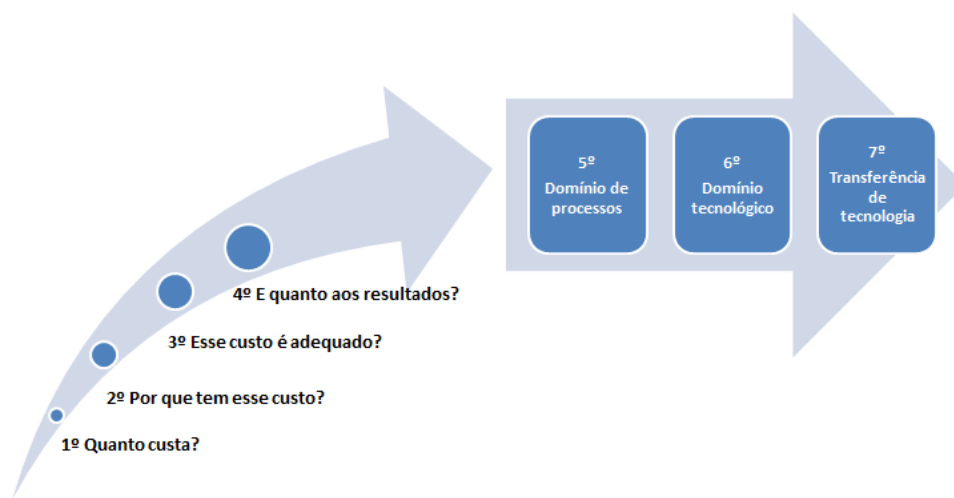 1º Quanto custa?
2º Por que tem esse custo?
3º Esse custo é adequado?
4º E quanto aos resultados?
5º
Domínio de
processos
6º
Domínio
tecnológico
7º
Transferência
de
tecnologia